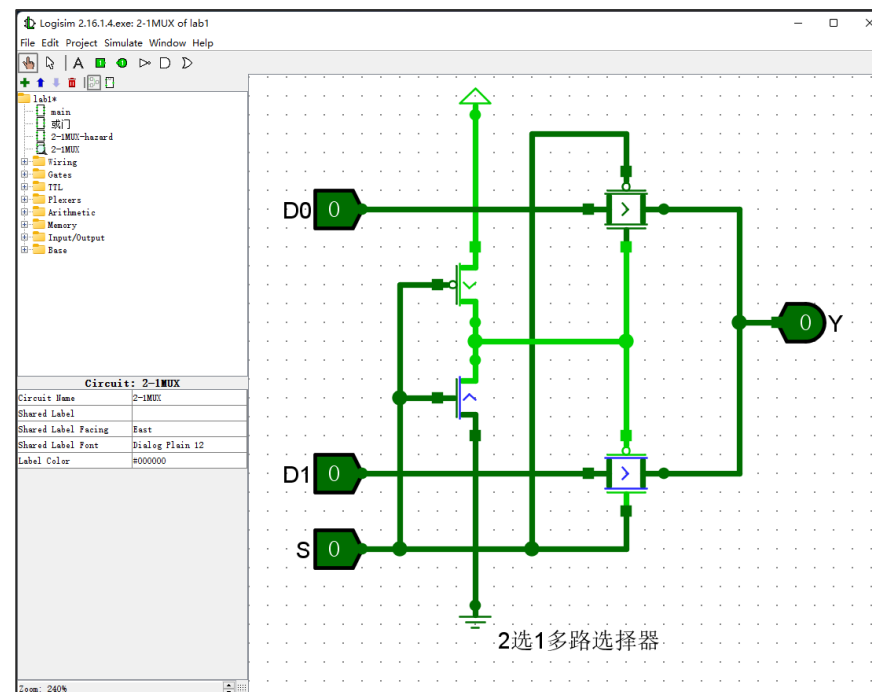 Logisim 2.16.1.4.exe: 2-1MUX of lab1
File Edit Project Simulate Window Help
A
lab1*
main
或门
2-1MUX-hazard
2-1MUX
Wiring
Gates
TTL
Plexers
Arithmetic
Memory
Input/Output
Base
Circuit: 2-1MUX
Circuit Name 2-1MUX
Shared Label
Shared Label Facing East
Shared Label Font Dialog Plain 12
Label Color #000000
Zoom: 240%
D0 0
0 Y
D1 0
S 0
2选1多路选择器